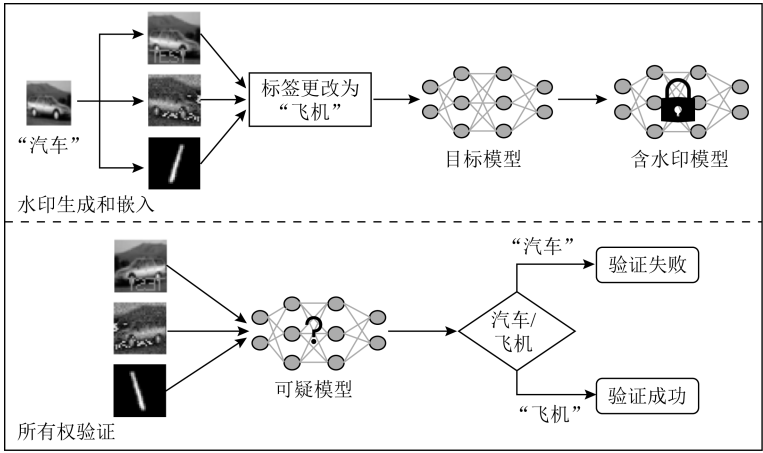 TEST
标签更改为
“飞机”
“汽车”
目标模型
含水印模型
水印生成和嵌入
“汽车”
验证失败
TEST
汽车/
飞机
?
可疑模型
“飞机”
验证成功
所有权验证